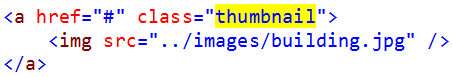 <a href="#" class="thumbnail">
    <img src="../images/building.jpg" />
</a>